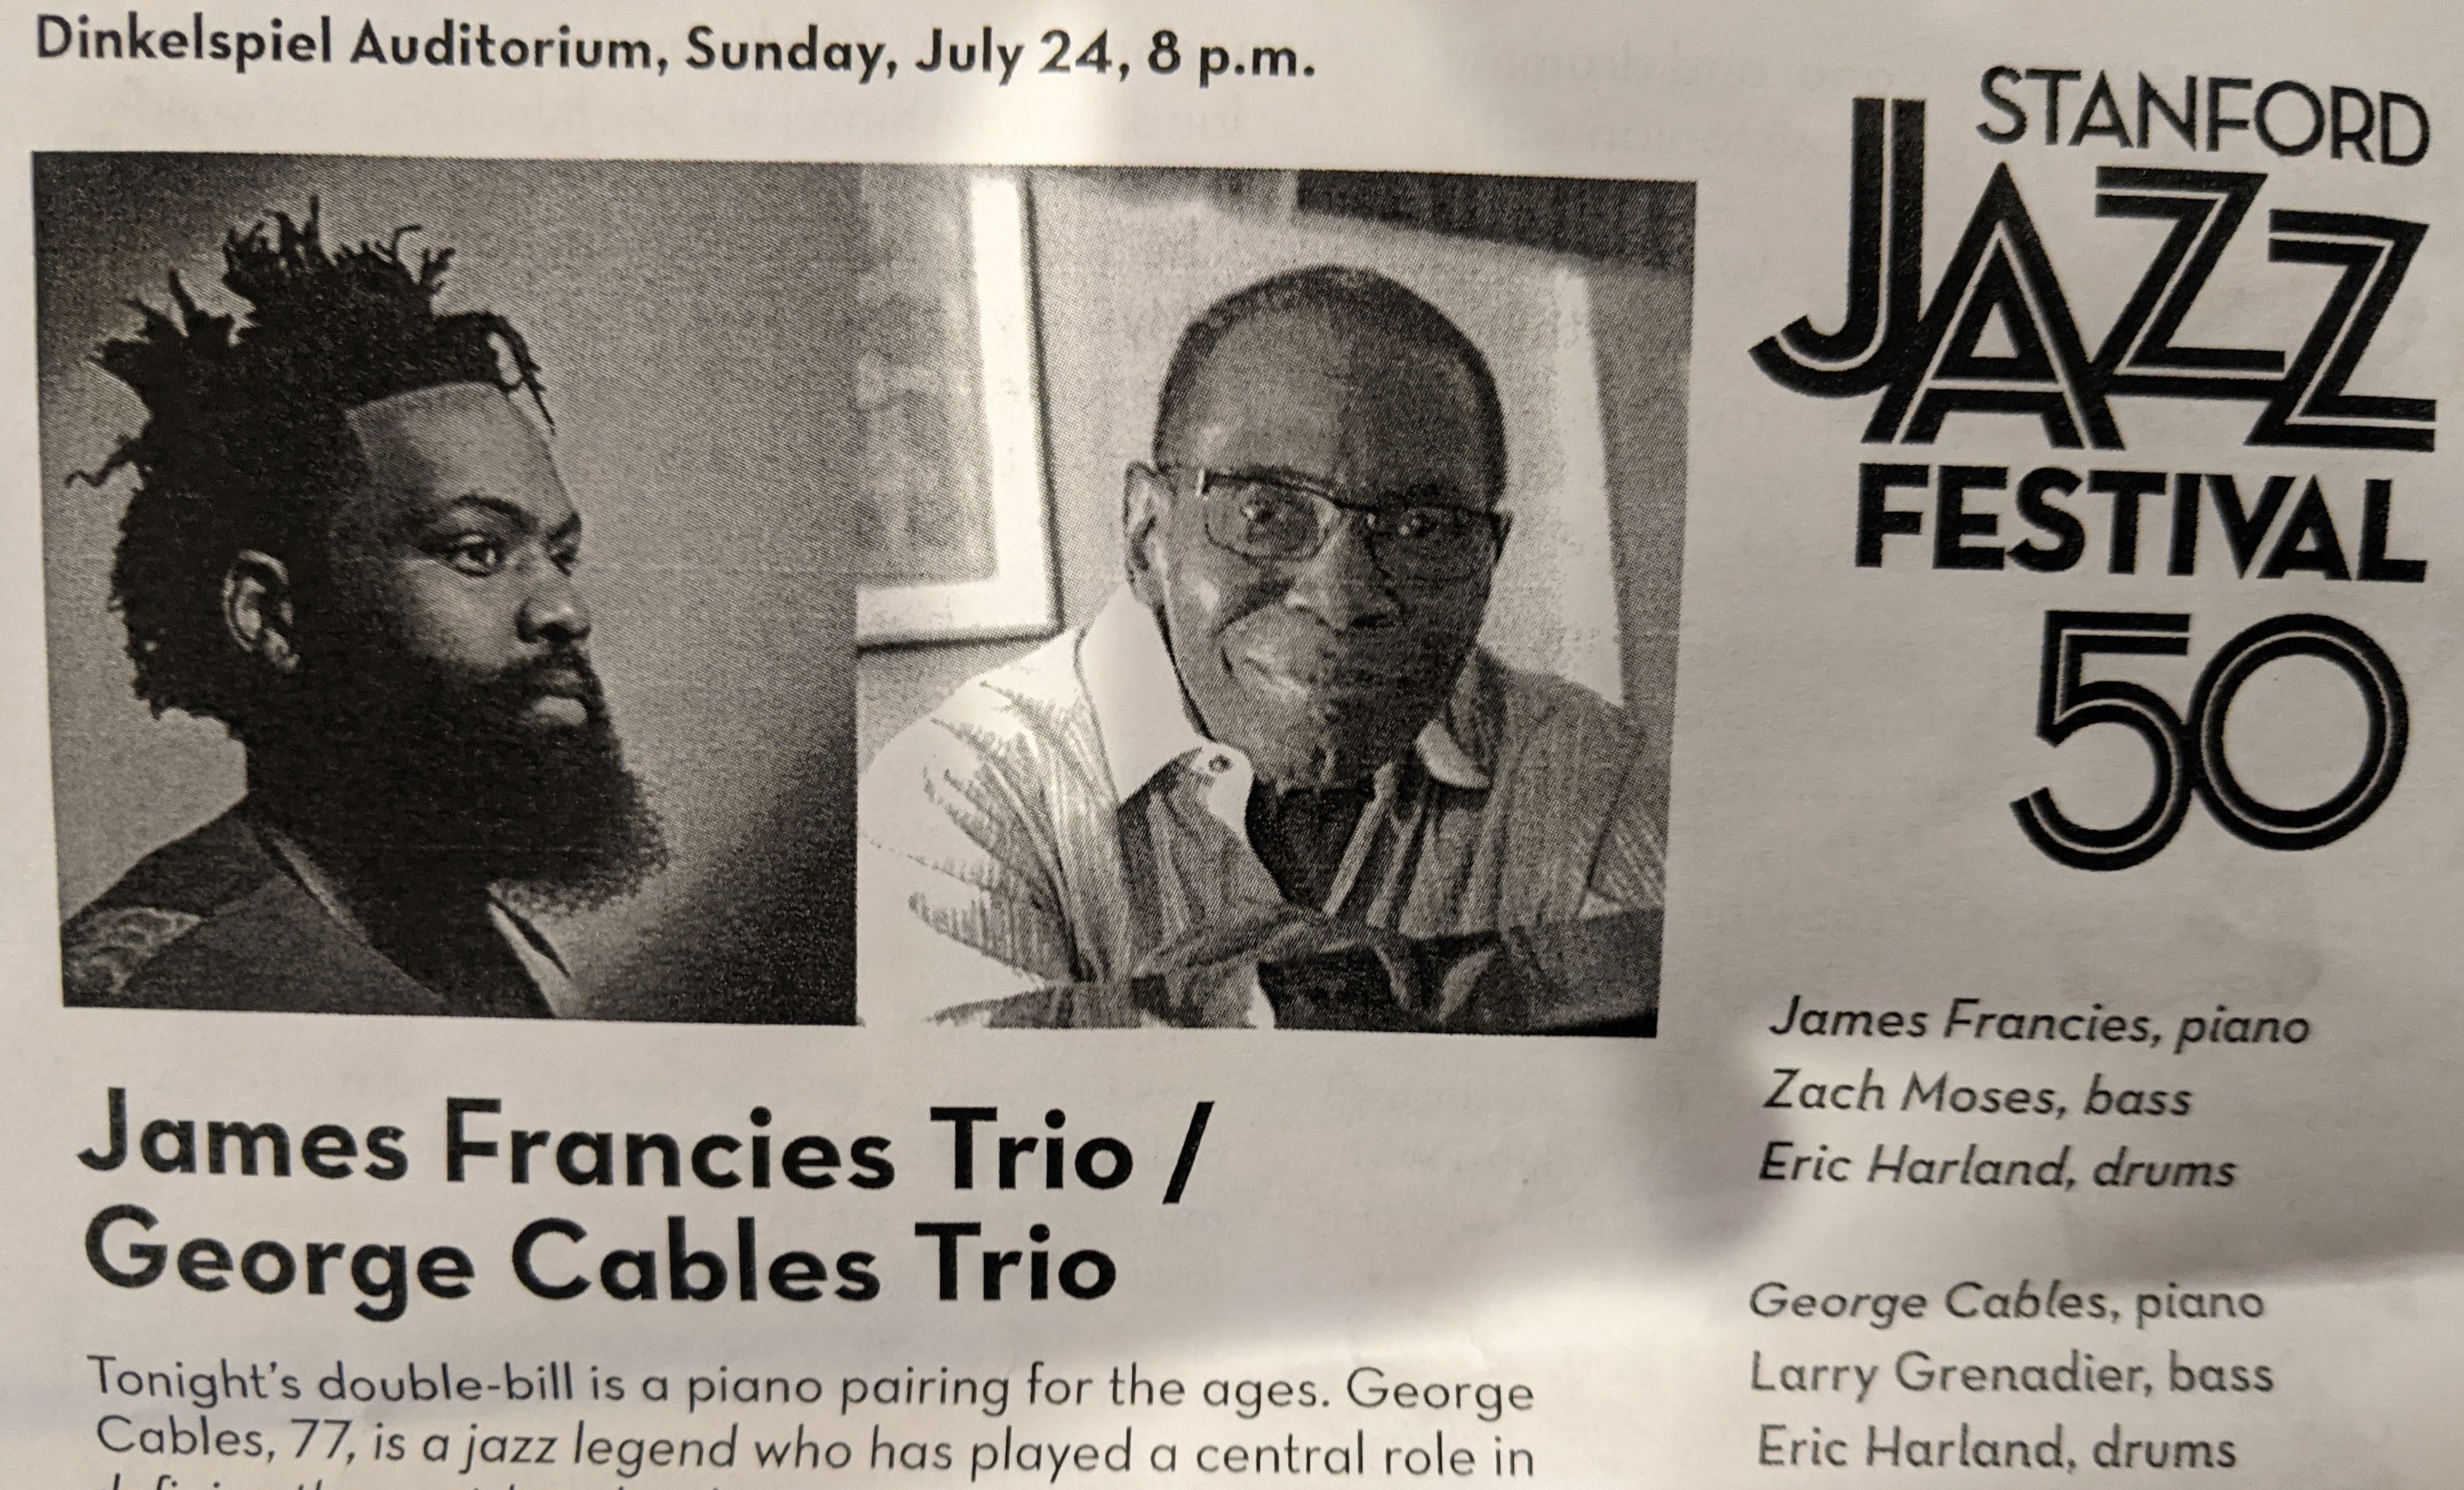 Dinkelspiel Auditorium, Sunday, July 24, 8 p.m.
STANFORD
JAZZ
FESTIVAL
50
James Francies Trio /
George Cables Trio
Tonight's double-bill is a piano pairing for the ages. George
Cables, 77, is a jazz legend who has played a central role in
James Francies, piano
Zach Moses, bass
Eric Harland, drums
George Cables, piano
Larry Grenadier, bass
Eric Harland, drums